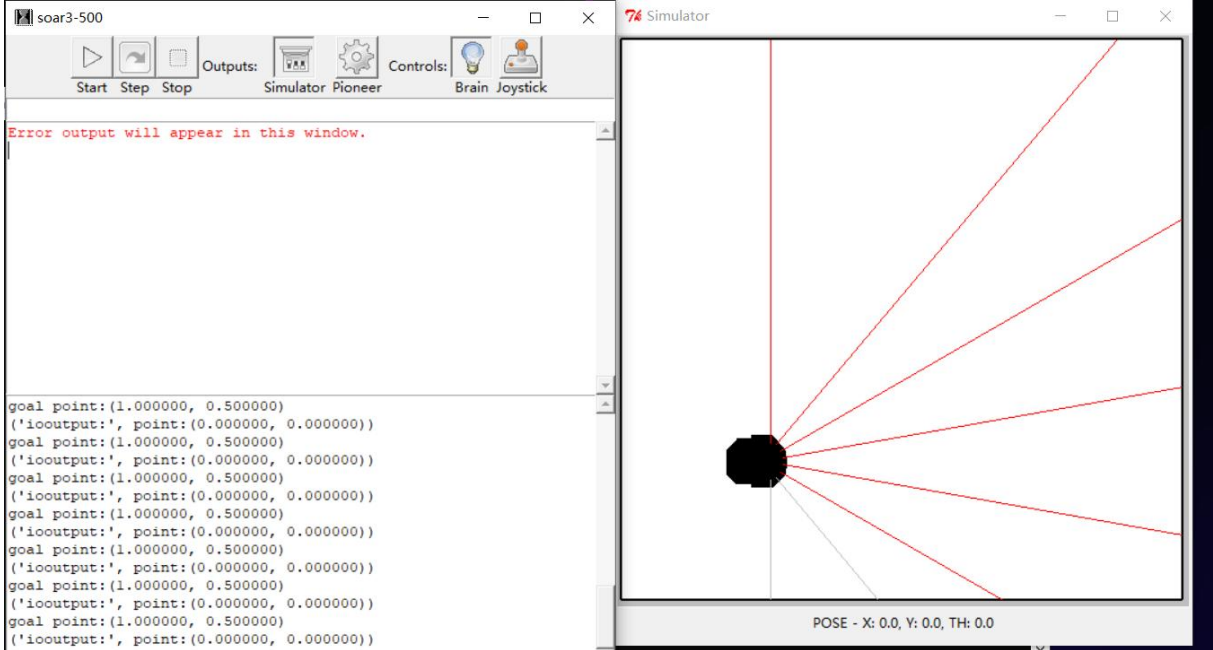 soar3-500
Start Step Stop Outputs: Simulator Pioneer Controls: Brain Joystick
Error output will appear in this window.
goal point:(1.000000, 0.500000)
('iooutput:', point:(0.000000, 0.000000))
goal point:(1.000000, 0.500000)
('iooutput:', point:(0.000000, 0.000000))
goal point:(1.000000, 0.500000)
('iooutput:', point:(0.000000, 0.000000))
goal point:(1.000000, 0.500000)
('iooutput:', point:(0.000000, 0.000000))
goal point:(1.000000, 0.500000)
('iooutput:', point:(0.000000, 0.000000))
goal point:(1.000000, 0.500000)
('iooutput:', point:(0.000000, 0.000000))
goal point:(1.000000, 0.500000)
('iooutput:', point:(0.000000, 0.000000))
Simulator
POSE - X: 0.0, Y: 0.0, TH: 0.0